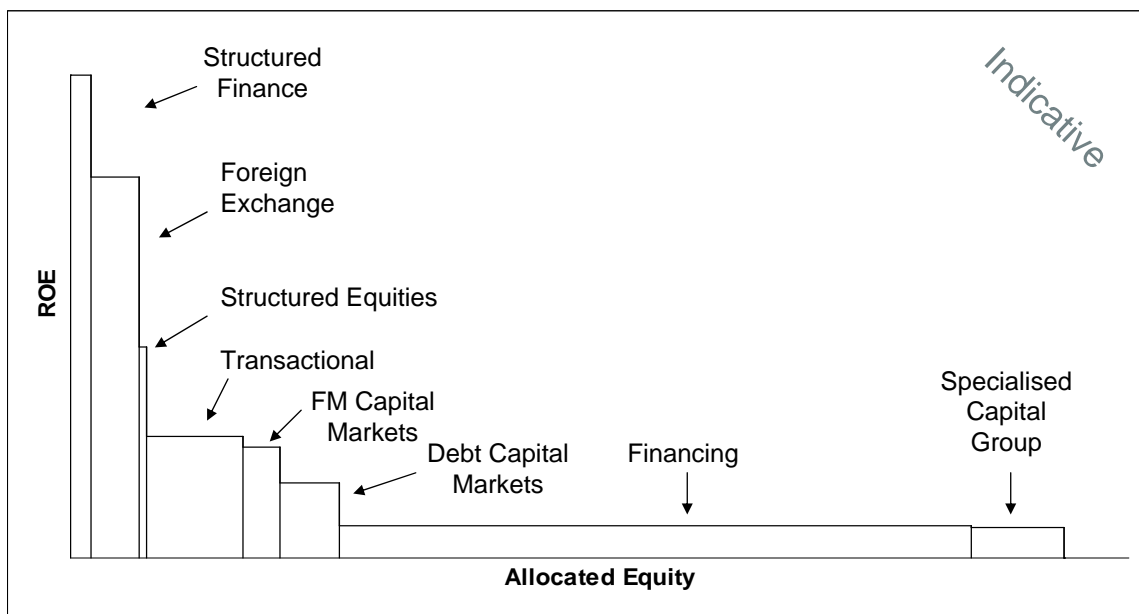 Structured
Finance
Indicative
Foreign
Exchange
ROE
Structured Equities
Transactional
FM Capital
Markets
Debt Capital
Markets
Financing
Specialised
Capital
Group
Allocated Equity